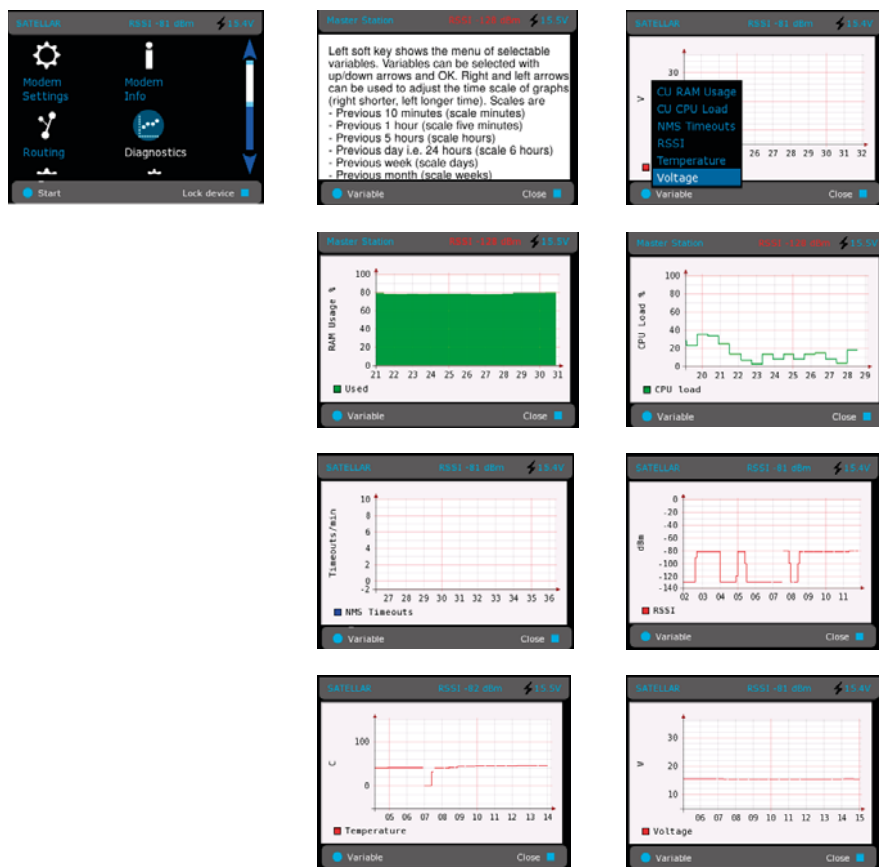 SATELLAR RSSI -81 dBm 15.4V
Modem Settings
Modem Info
Routing
Diagnostics
Start Lock device
Master Station RSSI -128 dBm 15.5V
Left soft key shows the menu of selectable
variables. Variables can be selected with
up/down arrows and OK. Right and left arrows
can be used to adjust the time scale of graphs
(right shorter, left longer time). Scales are
- Previous 10 minutes (scale minutes)
- Previous 1 hour (scale five minutes)
- Previous 5 hours (scale hours)
- Previous day i.e. 24 hours (scale 6 hours)
- Previous week (scale days)
- Previous month (scale weeks)
Variable Close
SATELLAR RSSI -81 dBm 15.4V
30
V
CU RAM Usage
CU CPU Load
NMS Timeouts
RSSI
Temperature
Voltage
26 27 28 29 30 31 32
Variable Close
Master Station RSSI -128 dBm 15.5V
RAM Usage %
100
80
60
40
20
0
21 22 23 24 25 26 27 28 29 30 31
Used
Variable Close
Master Station RSSI -128 dBm 15.5V
CPU Load %
100
80
60
40
20
0
20 21 22 23 24 25 26 27 28 29
CPU load
Variable Close
SATELLAR RSSI -81 dBm 15.4V
Timeouts/min
10
8
6
4
2
0
-2
27 28 29 30 31 32 33 34 35 36
NMS Timeouts
Variable Close
SATELLAR RSSI -81 dBm 15.4V
dBm
0
-20
-40
-60
-80
-100
-120
-140
02 03 04 05 06 07 08 09 10 11
RSSI
Variable Close
SATELLAR RSSI -82 dBm 15.5V
C
100
0
05 06 07 08 09 10 11 12 13 14
Temperature
Variable Close
SATELLAR RSSI -81 dBm 15.4V
V
30
20
10
06 07 08 09 10 11 12 13 14 15
Voltage
Variable Close